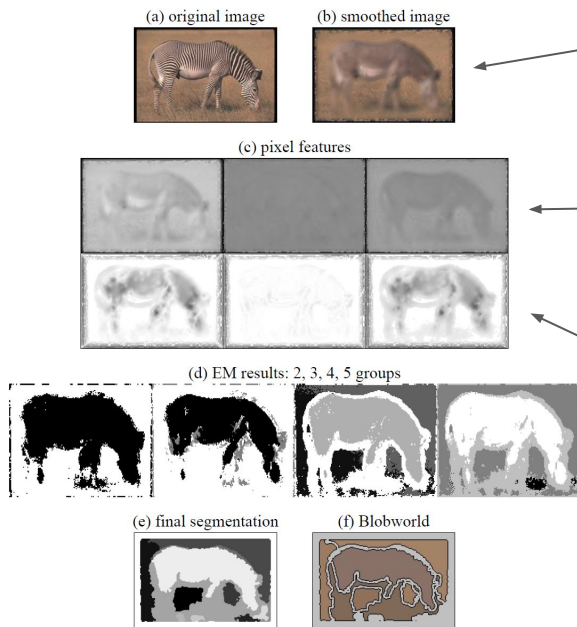 (a) original image (b) smoothed image
(c) pixel features
(d) EM results: 2, 3, 4, 5 groups
(e) final segmentation (f) Blobworld